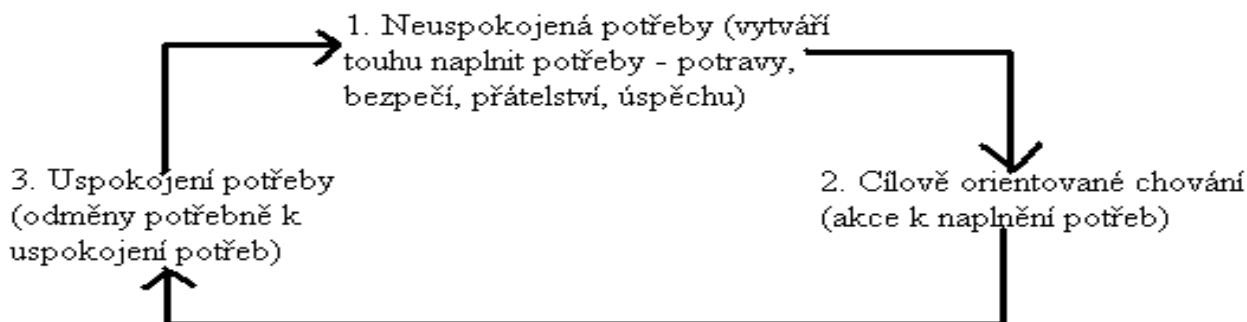 1. Neuspokojená potřeby (vytváří
touhu naplnit potřeby - potravy,
bezpečí, přátelství, úspěchu)
3. Uspokojení potřeby
(odměny potřebně k
uspokojení potřeb)
2. Cílově orientované chování
(akce k naplnění potřeb)